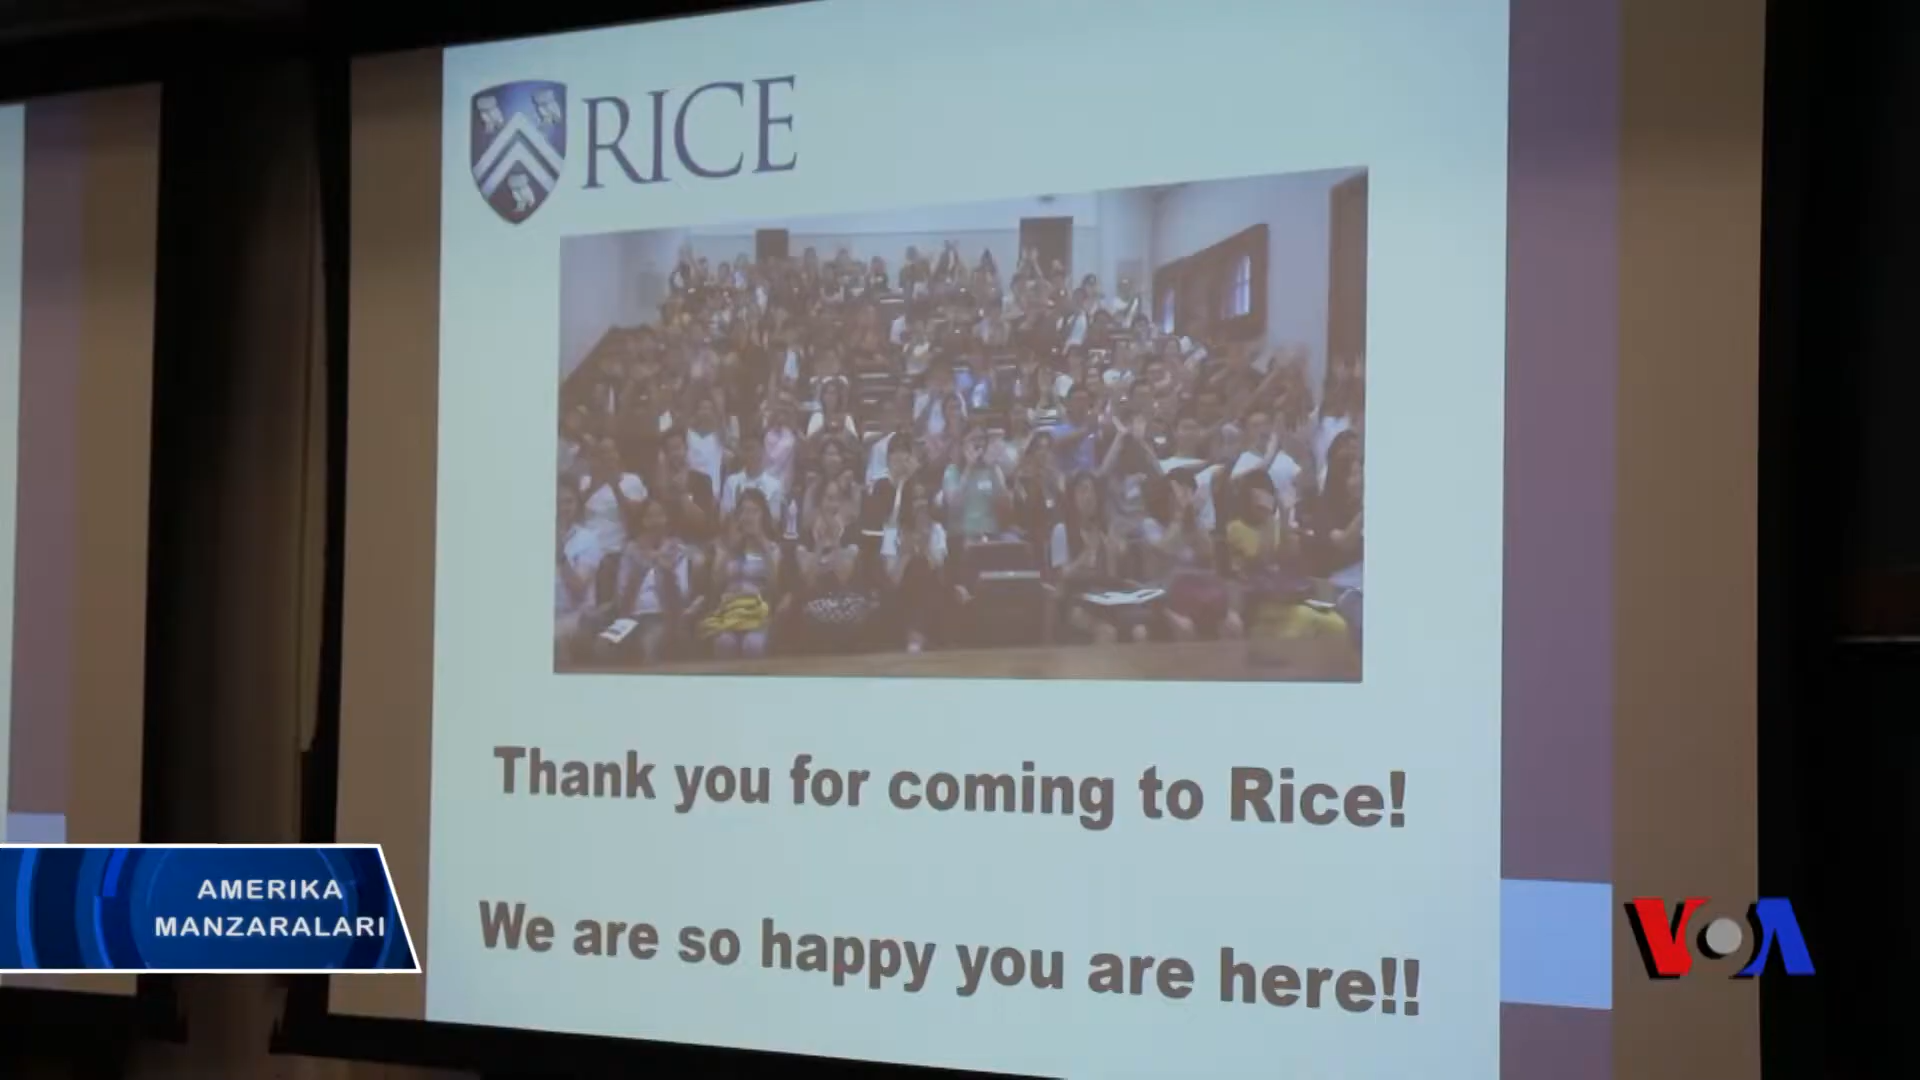 RICE
Thank you for coming to Rice!
We are so happy you are here!!
AMERIKA
MANZARALARI
VOA